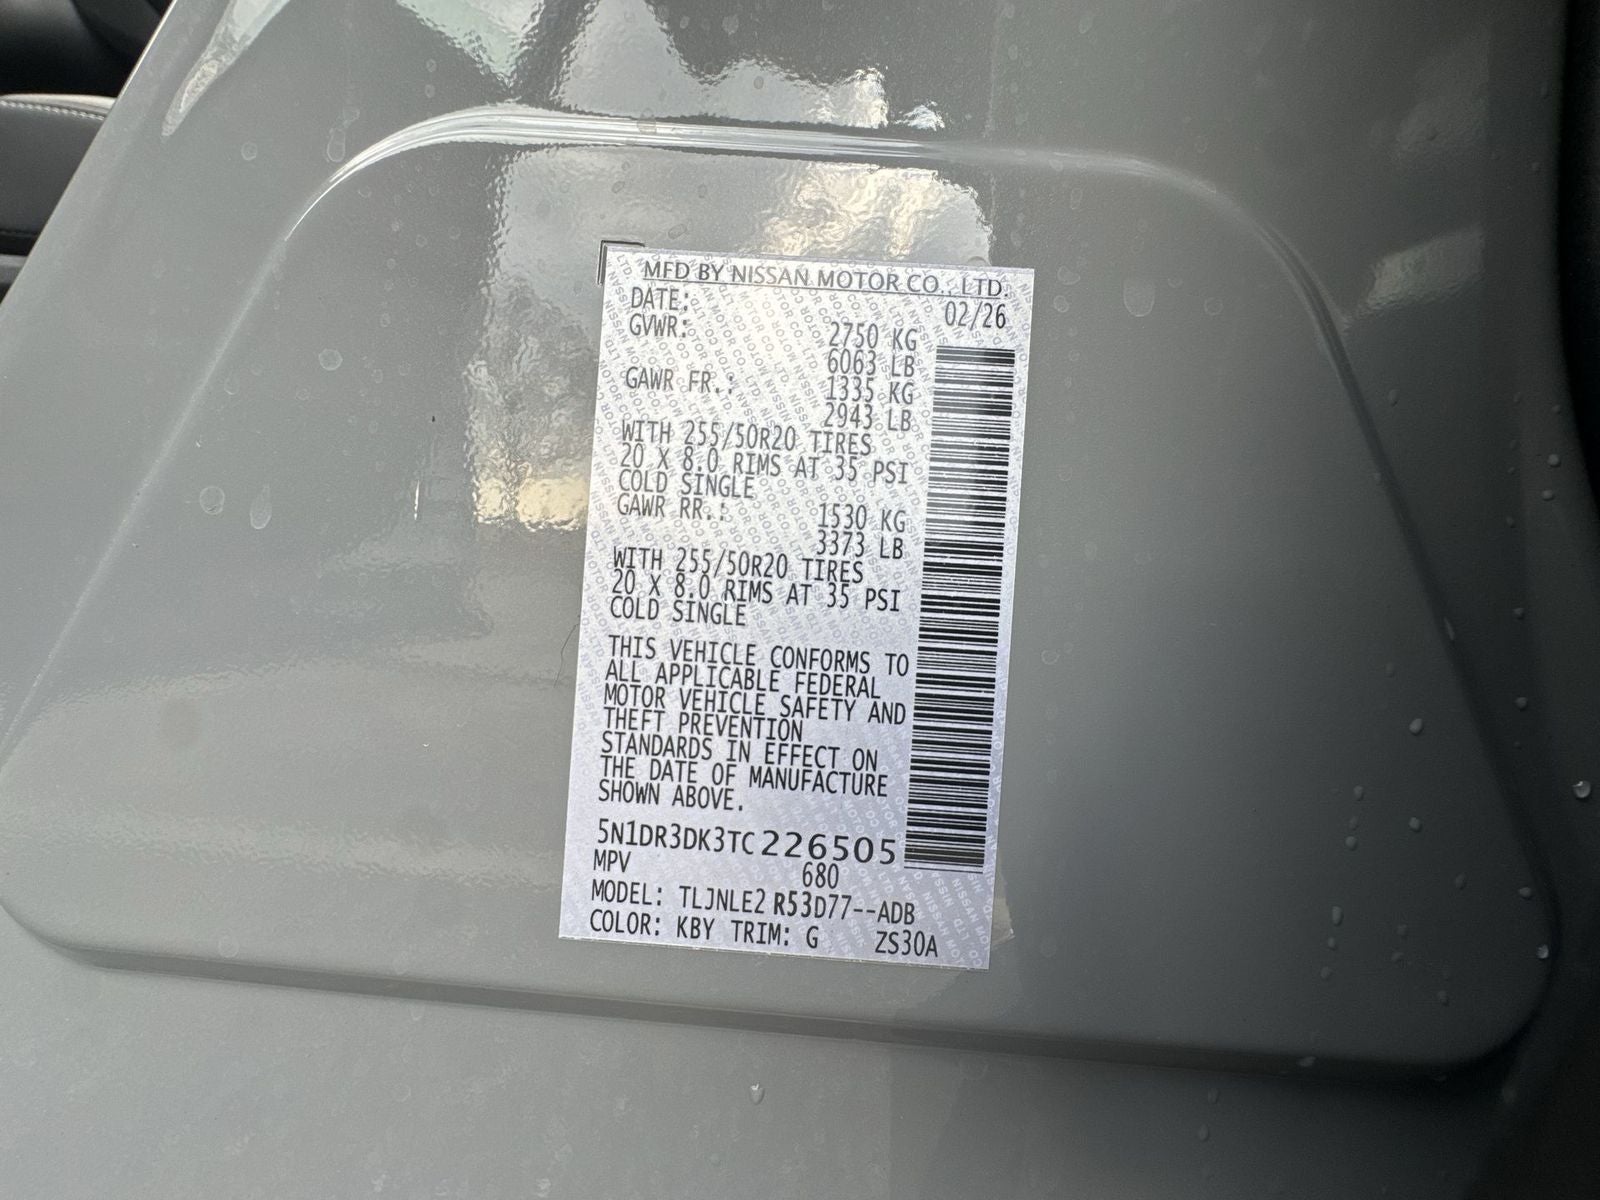 MFD BY NISSAN MOTOR CO., LTD.
DATE: 02/26
GVWR: 2750 KG
6063 LB
GAWR FR.: 1335 KG
2943 LB
WITH 255/50R20 TIRES
20 X 8.0 RIMS AT 35 PSI
COLD SINGLE
GAWR RR.: 1530 KG
3373 LB
WITH 255/50R20 TIRES
20 X 8.0 RIMS AT 35 PSI
COLD SINGLE
THIS VEHICLE CONFORMS TO
ALL APPLICABLE FEDERAL
MOTOR VEHICLE SAFETY AND
THEFT PREVENTION
STANDARDS IN EFFECT ON
THE DATE OF MANUFACTURE
SHOWN ABOVE.
5N1DR3DK3TC226505
MPV 680
MODEL: TLJNLE2 R53D77--ADB
COLOR: KBY TRIM: G ZS30A